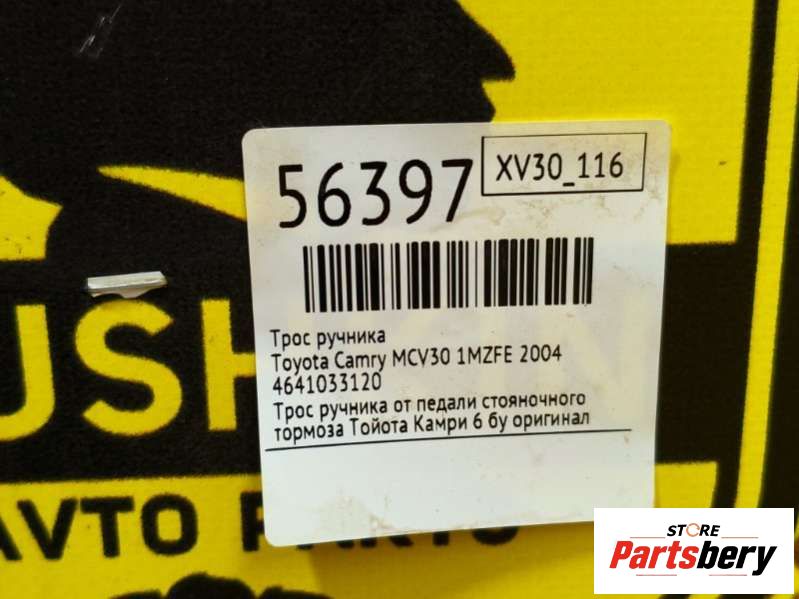 56397
XV30_116
Трос ручника
Toyota Camry MCV30 1MZFE 2004
4641033120
Трос ручника от педали стояночного
тормоза Тойота Камри 6 бу оригинал
STORE
Partsbery